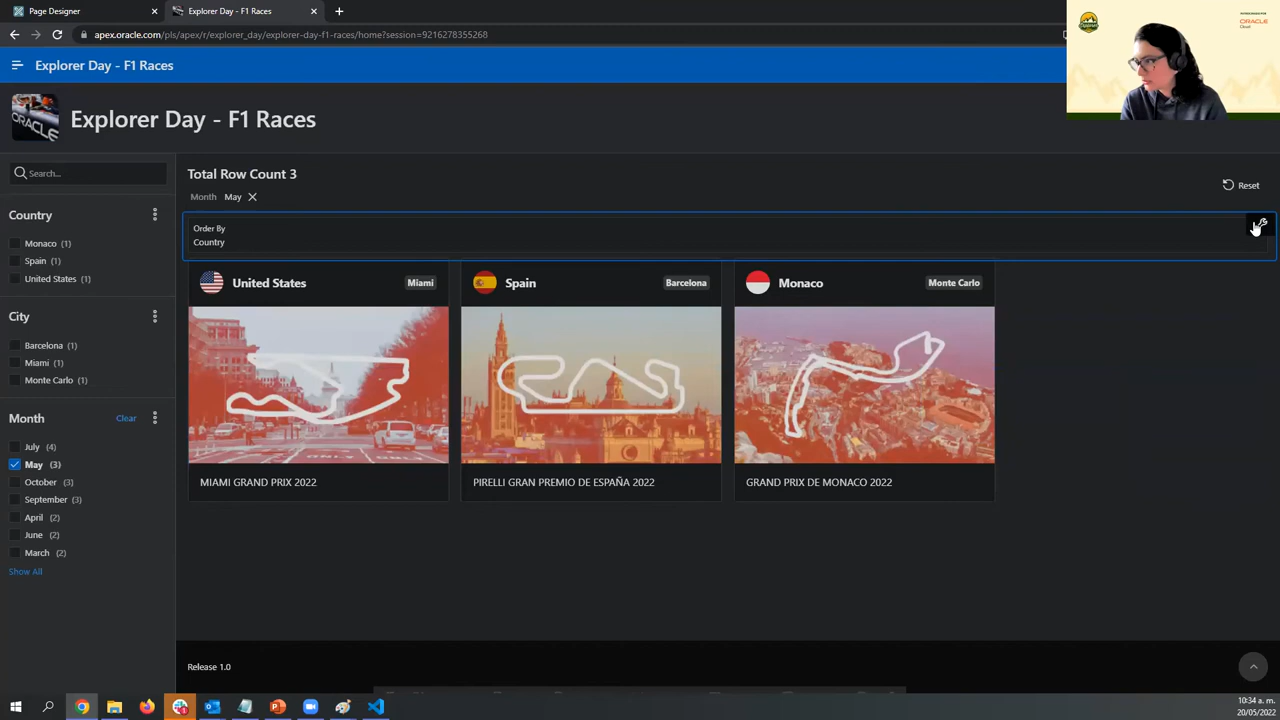 Page Designer
Explorer Day - F1 Races
apex.oracle.com/pls/apex/r/explorer_day/explorer-day-f1-races/home?session=9216278355268
ORACLE
Cloud
Explorer Day - F1 Races
ORACLE
Explorer Day - F1 Races
Search...
Total Row Count 3
Month May
Reset
Country
Monaco (1)
Spain (1)
United States (1)
Order By
Country
United States Miami
Spain Barcelona
Monaco Monte Carlo
City
Barcelona (1)
Miami (1)
Monte Carlo (1)
Month Clear
July (4)
May (3)
October (3)
September (3)
April (2)
June (2)
March (2)
Show All
ONLY
MIAMI GRAND PRIX 2022
PIRELLI GRAN PREMIO DE ESPAÑA 2022
GRAND PRIX DE MONACO 2022
Release 1.0
10:34 a. m.
20/05/2022